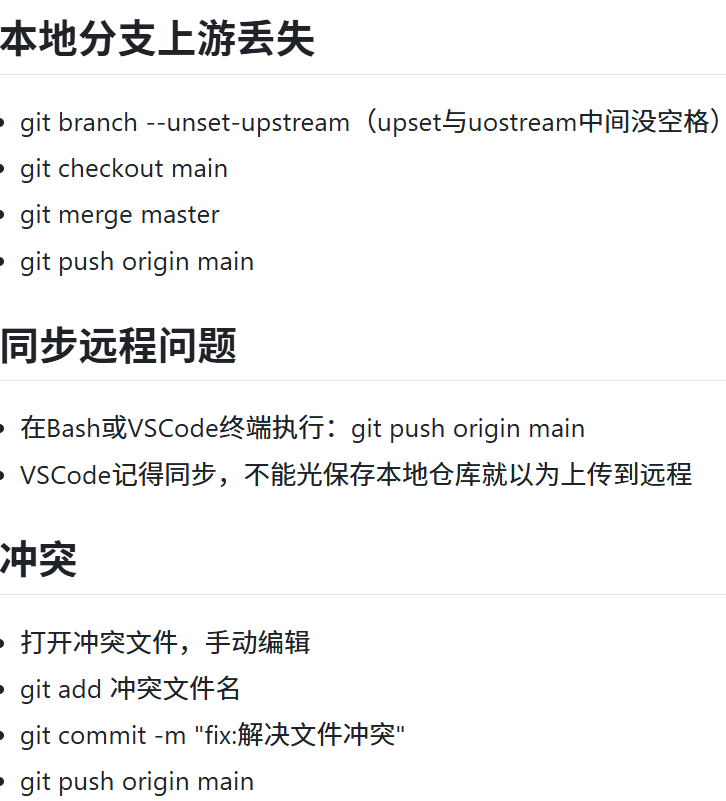 本地分支上游丢失
git branch --unset-upstream（upset与uostream中间没空格）
git checkout main
git merge master
git push origin main
同步远程问题
在Bash或VSCode终端执行：git push origin main
VSCode记得同步，不能光保存本地仓库就以为上传到远程
冲突
打开冲突文件，手动编辑
git add 冲突文件名
git commit -m "fix:解决文件冲突"
git push origin main